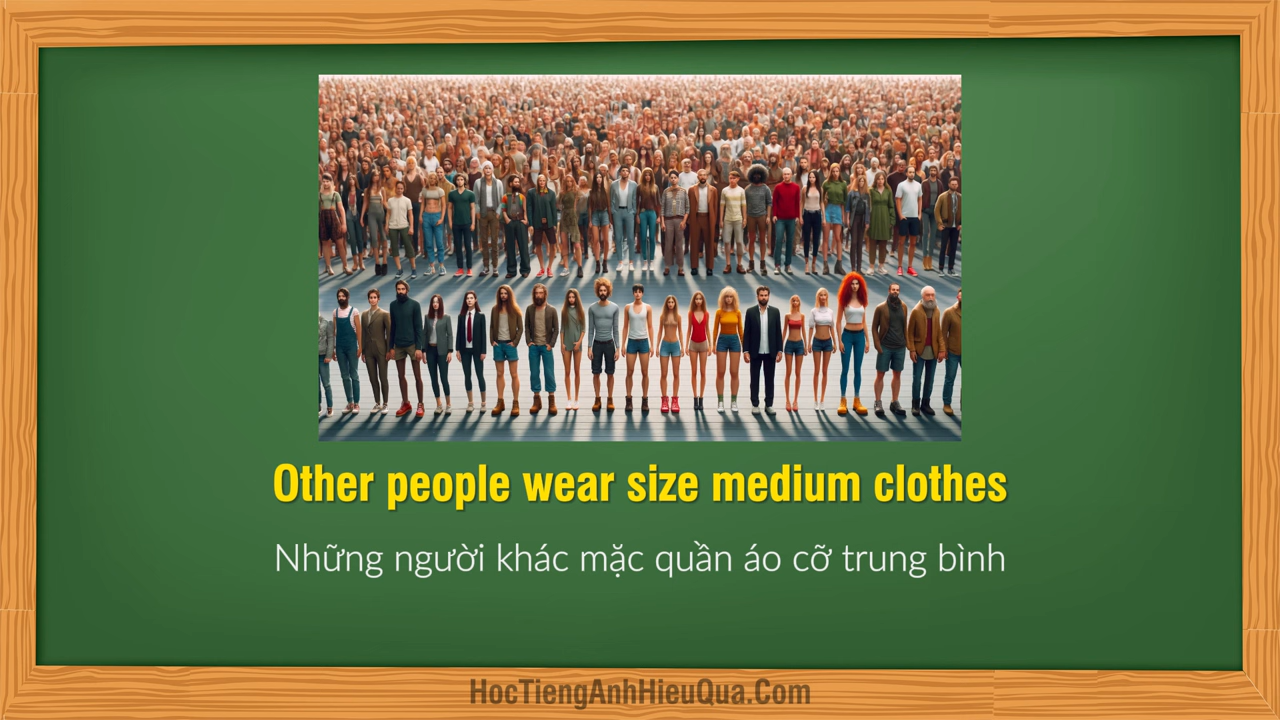 Other people wear size medium clothes
Những người khác mặc quần áo cỡ trung bình
HocTiengAnhHieuQua.Com